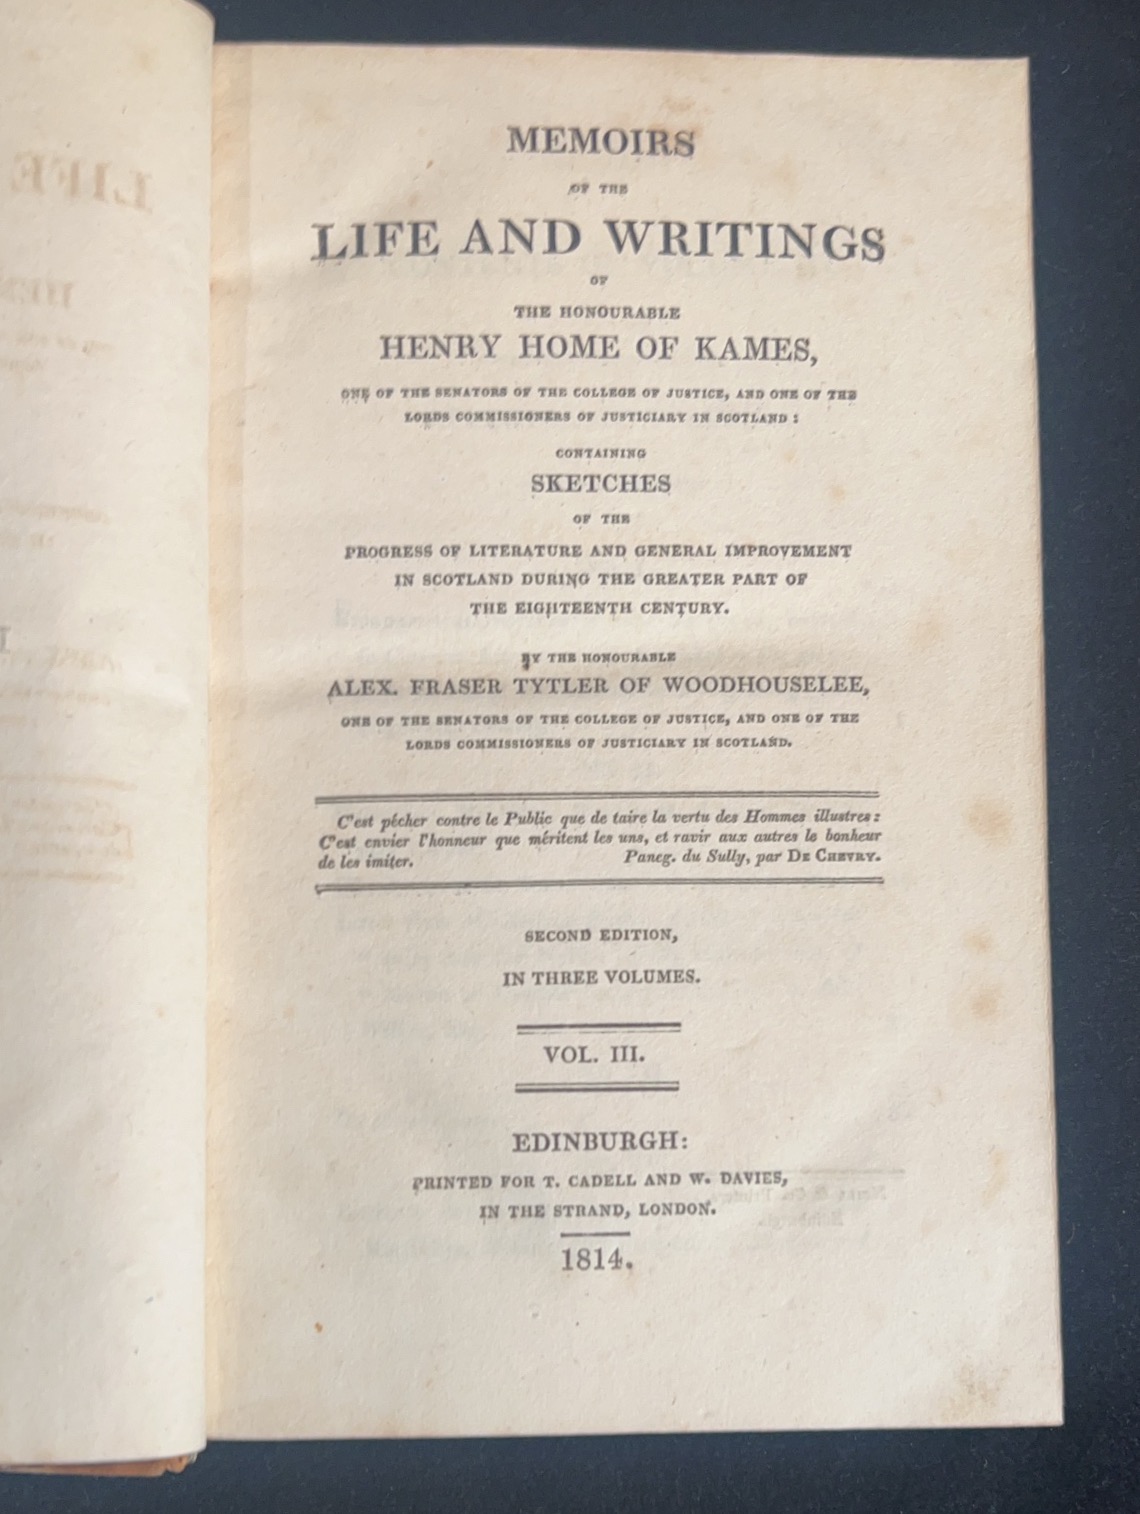 MEMOIRS
OF THE
LIFE AND WRITINGS
OF
THE HONOURABLE
HENRY HOME OF KAMES,
ONE OF THE SENATORS OF THE COLLEGE OF JUSTICE, AND ONE OF THE
LORDS COMMISSIONERS OF JUSTICIARY IN SCOTLAND:
CONTAINING
SKETCHES
OF THE
PROGRESS OF LITERATURE AND GENERAL IMPROVEMENT
IN SCOTLAND DURING THE GREATER PART OF
THE EIGHTEENTH CENTURY.
BY THE HONOURABLE
ALEX. FRASER TYTLER OF WOODHOUSELEE,
ONE OF THE SENATORS OF THE COLLEGE OF JUSTICE, AND ONE OF THE
LORDS COMMISSIONERS OF JUSTICIARY IN SCOTLAND.
C'est pécher contre le Public que de taire la vertu des Hommes illustres:
C'est envier l'honneur que méritent les uns, et ravir aux autres le bonheur
de les imiter. Paneg. du Sully, par DE CHEVRY.
SECOND EDITION,
IN THREE VOLUMES.
VOL. III.
EDINBURGH:
PRINTED FOR T. CADELL AND W. DAVIES,
IN THE STRAND, LONDON.
1814.